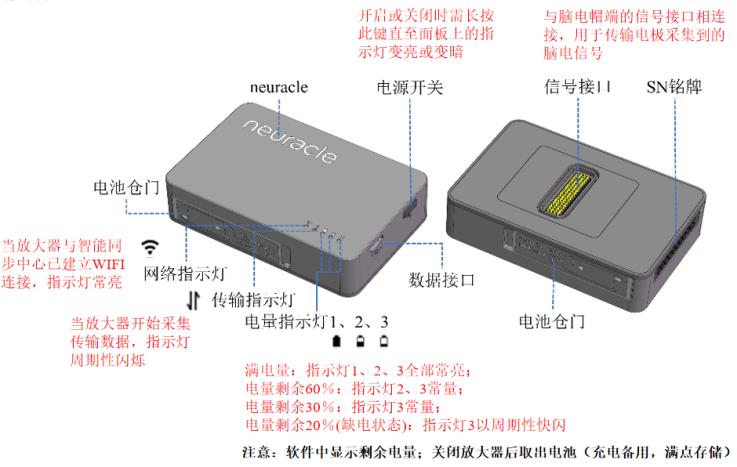 开启或关闭时需长按
此键直至面板上的指
示灯变亮或变暗
与脑电帽端的信号接口相连
接，用于传输电极采集到的
脑电信号
neuracle
电源开关
信号接口
SN铭牌
neuracle
电池仓门
当放大器与智能同
步中心已建立WIFI
连接，指示灯常亮
网络指示灯
数据接口
传输指示灯
当放大器开始采集
传输数据，指示灯
周期性闪烁
电量指示灯1、2、3
电池仓门
满电量：指示灯1、2、3全部常亮；
电量剩余60%：指示灯2、3常量；
电量剩余30%：指示灯3常量；
电量剩余20%(缺电状态)：指示灯3以周期性快闪
注意：软件中显示剩余电量；关闭放大器后取出电池（充电备用，满点存储）